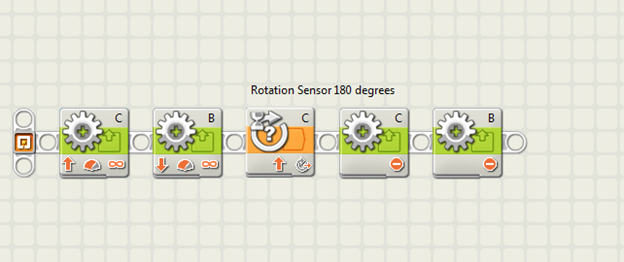 Rotation Sensor 180 degrees
C B C C B